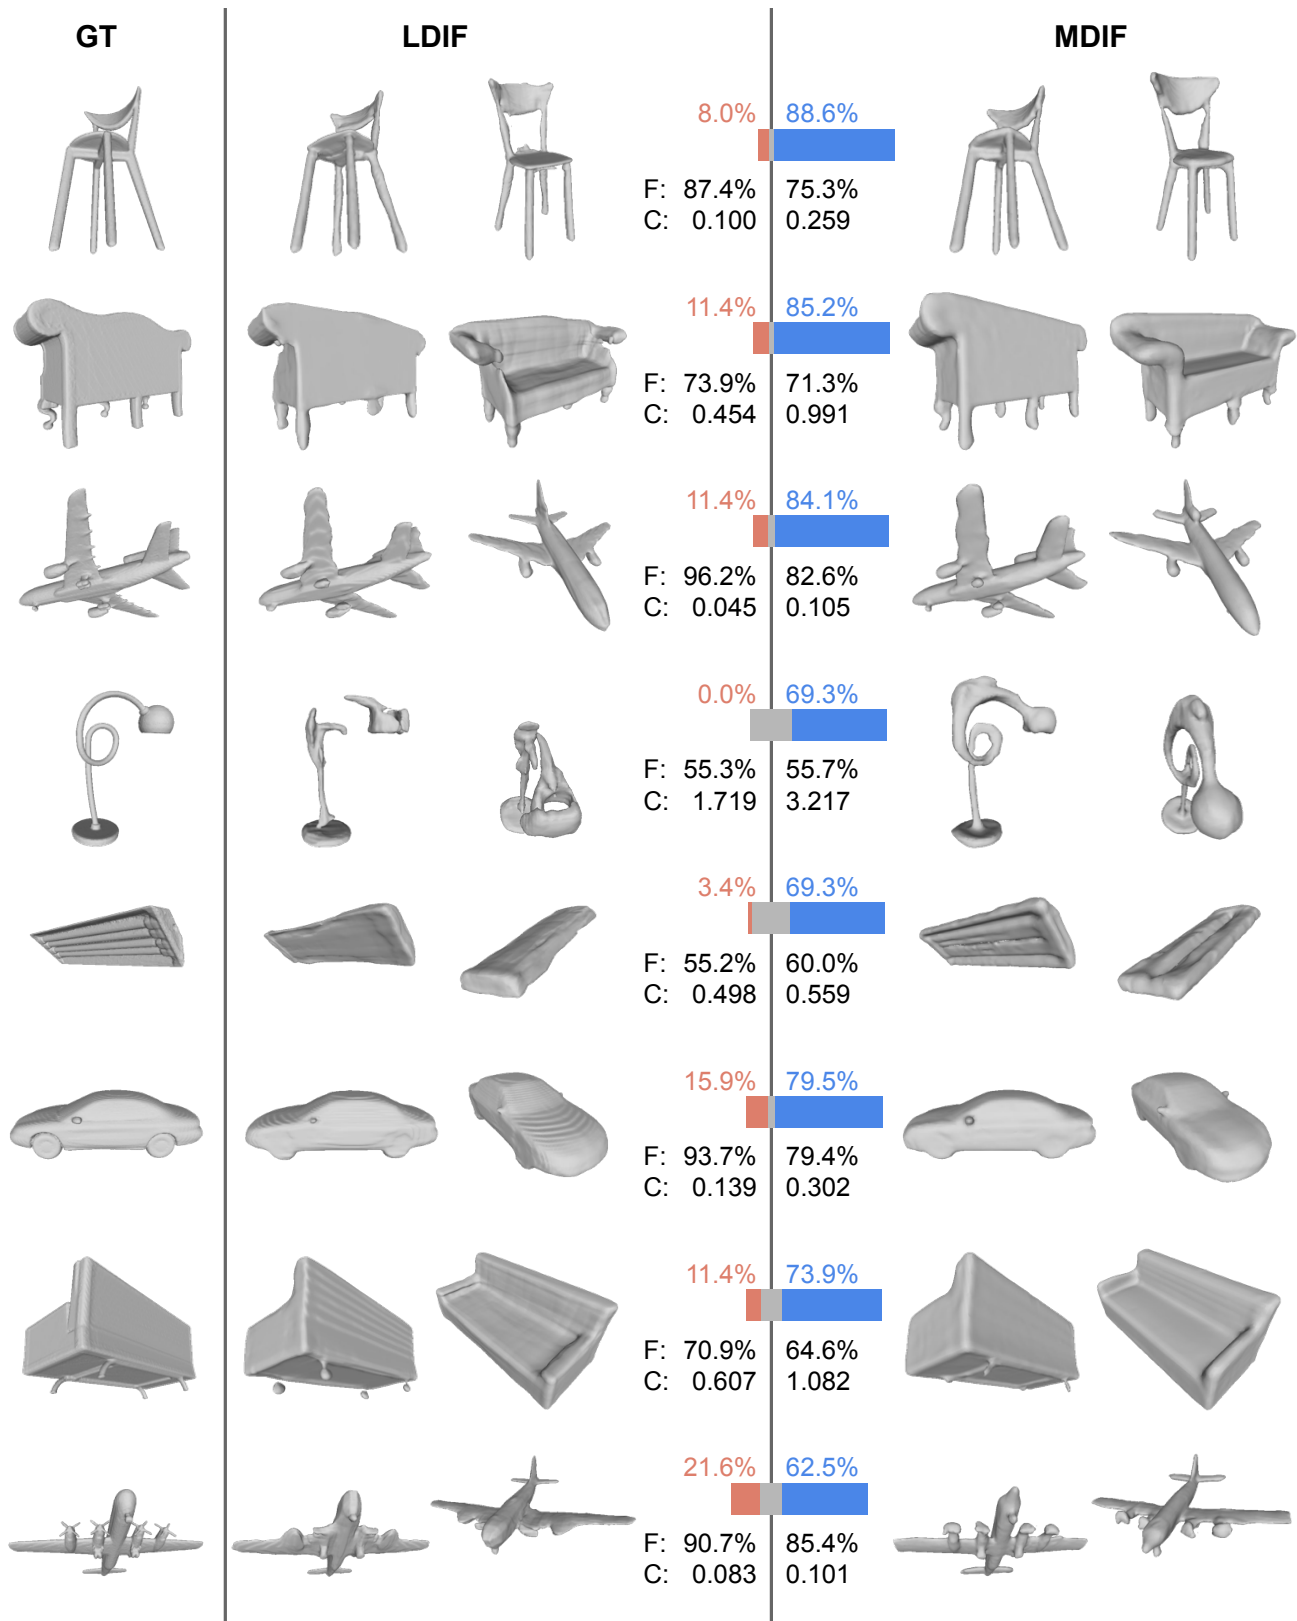 GT LDIF MDIF
8.0% 88.6%
F: 87.4% 75.3%
C: 0.100 0.259
11.4% 85.2%
F: 73.9% 71.3%
C: 0.454 0.991
11.4% 84.1%
F: 96.2% 82.6%
C: 0.045 0.105
0.0% 69.3%
F: 55.3% 55.7%
C: 1.719 3.217
3.4% 69.3%
F: 55.2% 60.0%
C: 0.498 0.559
15.9% 79.5%
F: 93.7% 79.4%
C: 0.139 0.302
11.4% 73.9%
F: 70.9% 64.6%
C: 0.607 1.082
21.6% 62.5%
F: 90.7% 85.4%
C: 0.083 0.101